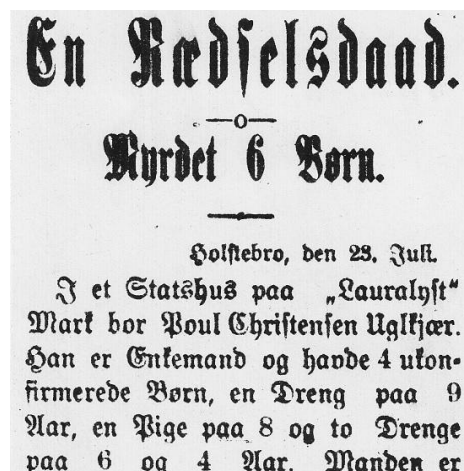 En Rædselsdaad.
Myrdet 6 Børn.
Holstebro, den 23. Juli.
I et Statshus paa „Lauralyst“
Mark bor Poul Christensen Uglkjær.
Han er Enkemand og havde 4 ukon-
firmerede Børn, en Dreng paa 9
Aar, en Pige paa 8 og to Drenge
paa 6 og 4 Aar. Manden er